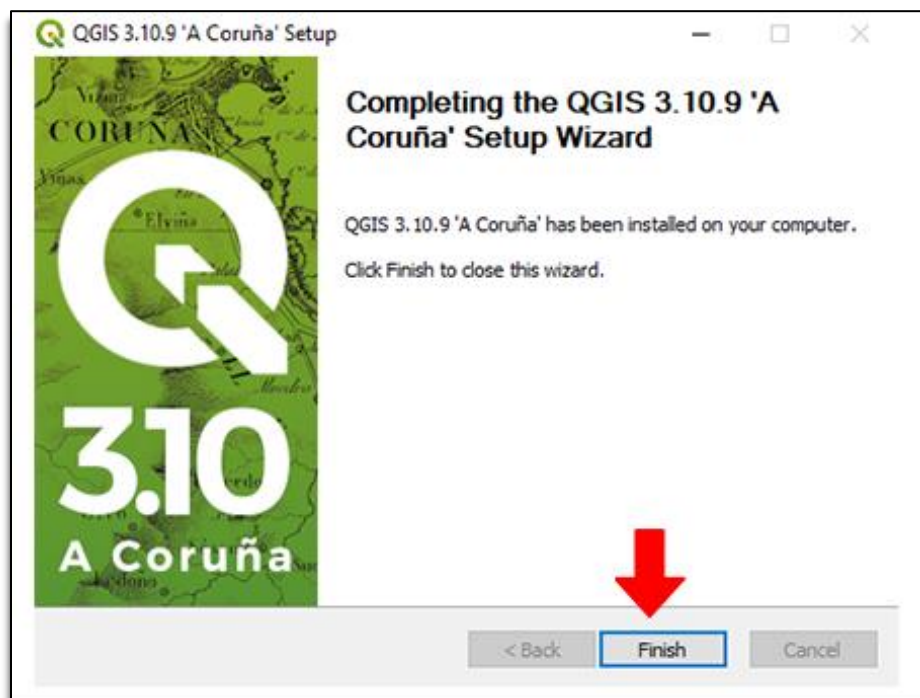 QGIS 3.10.9 'A Coruña' Setup
CORUNA
Elviña
3.10
A Coruña
Completing the QGIS 3.10.9 'A
Coruña' Setup Wizard
QGIS 3.10.9 'A Coruña' has been installed on your computer.
Click Finish to close this wizard.
< Back
Finish
Cancel